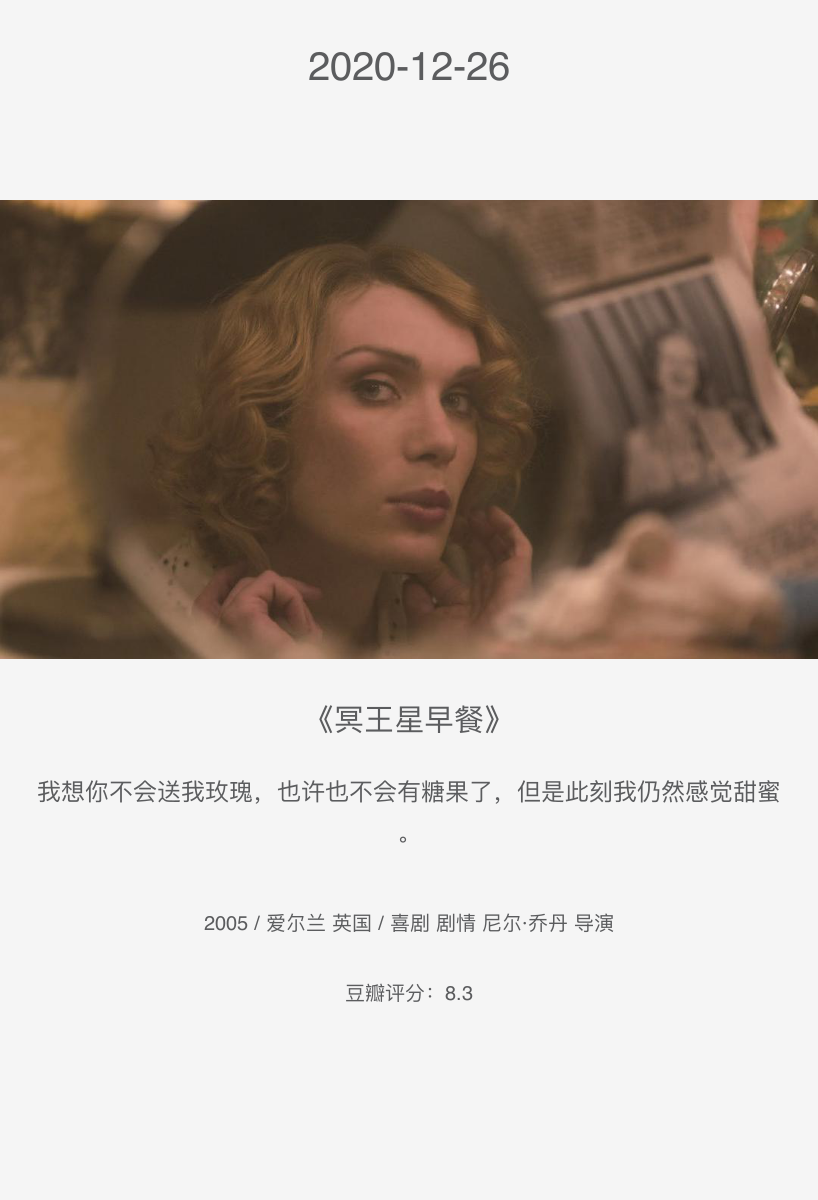 2020-12-26
《冥王星早餐》
我想你不会送我玫瑰，也许也不会有糖果了，但是此刻我仍然感觉甜蜜
。
2005 / 爱尔兰 英国 / 喜剧 剧情 尼尔·乔丹 导演
豆瓣评分：8.3